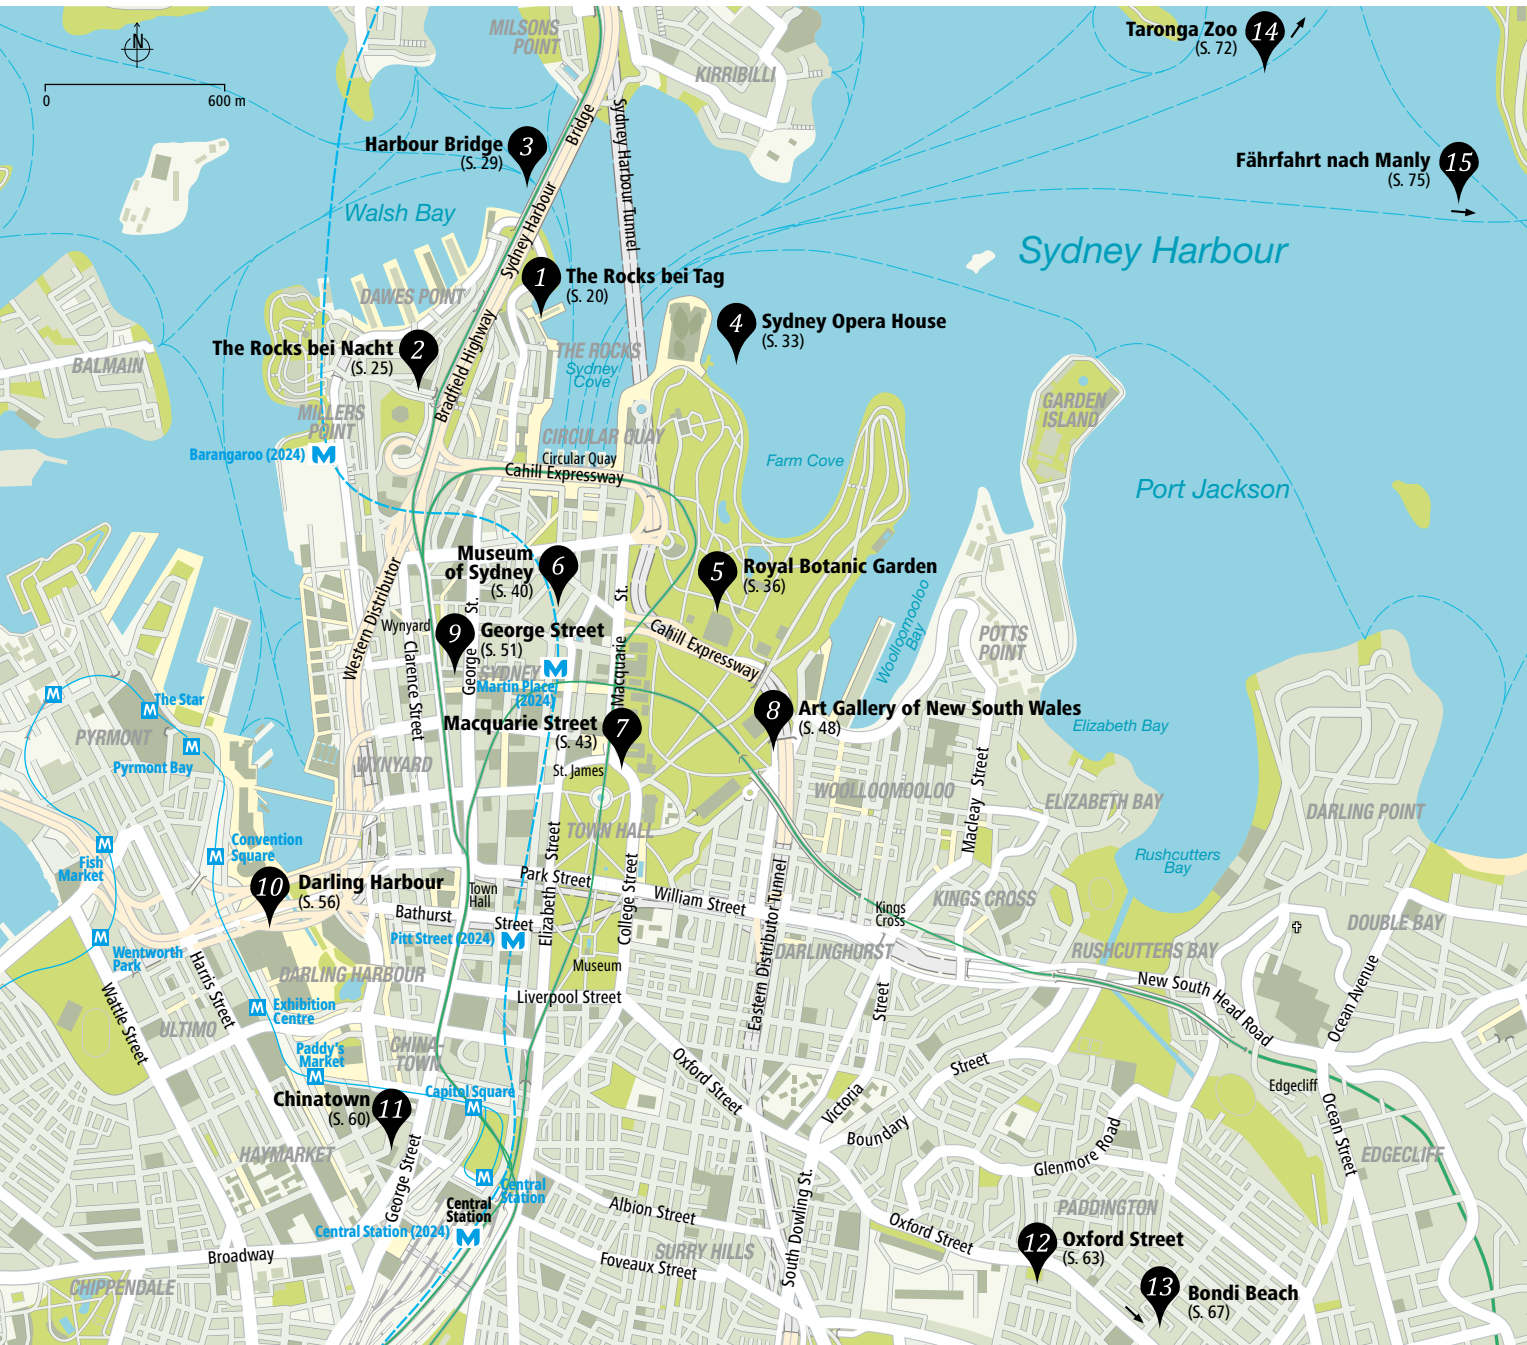 MILSONS
POINT
KIRRIBILLI
Taronga Zoo
(S. 72)
14
N
0
600 m
Sydney Harbour Bridge
Sydney Harbour Tunnel
Harbour Bridge
(S. 29)
3
Fährfahrt nach Manly
(S. 75)
15
Walsh Bay
Sydney Harbour
DAWES POINT
1
The Rocks bei Tag
(S. 20)
4
Sydney Opera House
(S. 33)
The Rocks bei Nacht
(S. 25)
2
Bradfield Highway
THE ROCKS
Sydney
Cove
BALMAIN
MILLERS
POINT
GARDEN
ISLAND
CIRCULAR QUAY
Circular Quay
Cahill Expressway
Barangaroo (2024)
M
Farm Cove
Port Jackson
Museum
of Sydney
(S. 40)
6
5
Royal Botanic Garden
(S. 36)
Western Distributor
Wynyard
9
George Street
(S. 51)
George St.
Macquarie St.
Cahill Expressway
Woolloomooloo
Bay
POTTS
POINT
Clarence Street
SYDNEY
M
Martin Place/
(2024)
M
The Star
M
PYRMONT
M
Pyrmont Bay
Macquarie Street
(S. 43)
7
8
Art Gallery of New South Wales
(S. 48)
Elizabeth Bay
WYNYARD
St. James
WOOLLOOMOOLOO
Macleay Street
ELIZABETH BAY
DARLING POINT
TOWN HALL
M
Fish
Market
M
Convention
Square
Rushcutters
Bay
10
Darling Harbour
(S. 56)
Town
Hall
Park Street
Elizabeth Street
College Street
William Street
Eastern Distributor Tunnel
Kings
Cross
KINGS CROSS
Bathurst Street
Pitt Street (2024)
M
DARLINGHURST
RUSHCUTTERS BAY
DOUBLE BAY
M
Wentworth
Park
Museum
DARLING HARBOUR
New South Head Road
Ocean Avenue
Wattle Street
Harris Street
M
Exhibition
Centre
Liverpool Street
ULTIMO
CHINA-
TOWN
Paddy's
Market
M
Oxford Street
Victoria Street
Boundary Street
Edgecliff
Capitol Square
M
Chinatown
(S. 60)
11
Glenmore Road
Ocean Street
EDGECLIFF
HAYMARKET
George Street
M
Central
Station
Central
Station
Central Station (2024)
M
Albion Street
South Dowling St.
PADDINGTON
Oxford Street
12
Oxford Street
(S. 63)
Broadway
SURRY HILLS
Foveaux Street
CHIPPENDALE
13
Bondi Beach
(S. 67)